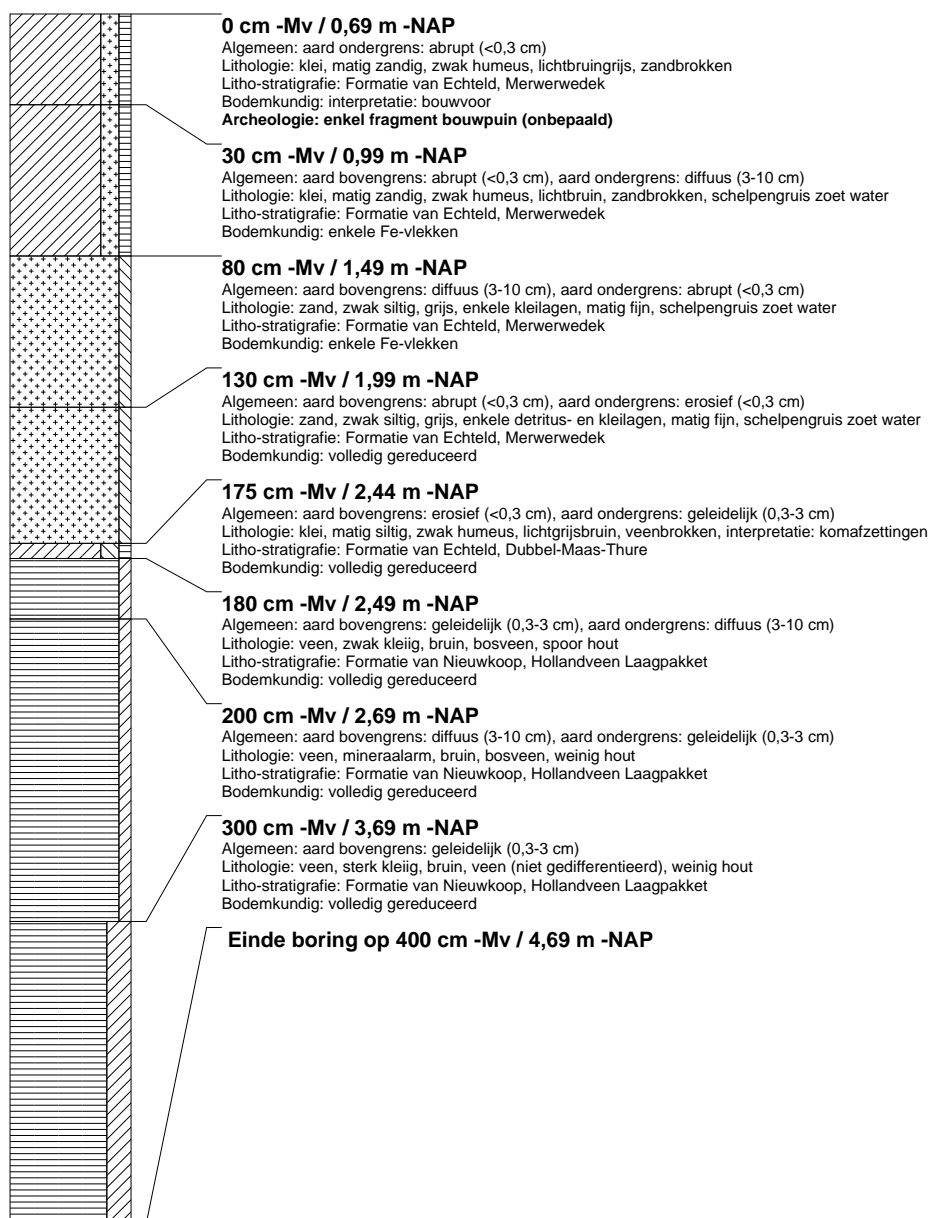 0 cm -Mv / 0,69 m -NAP
Algemeen: aard ondergrens: abrupt (<0,3 cm)
Lithologie: klei, matig zandig, zwak humeus, lichtbruingrijs, zandbrokken
Litho-stratigrafie: Formatie van Echteld, Merwerwedek
Bodemkundig: interpretatie: bouwvoor
Archeologie: enkel fragment bouwpuin (onbepaald)
30 cm -Mv / 0,99 m -NAP
Algemeen: aard bovengrens: abrupt (<0,3 cm), aard ondergrens: diffuus (3-10 cm)
Lithologie: klei, matig zandig, zwak humeus, lichtbruin, zandbrokken, schelpengruis zoet water
Litho-stratigrafie: Formatie van Echteld, Merwerwedek
Bodemkundig: enkele Fe-vlekken
80 cm -Mv / 1,49 m -NAP
Algemeen: aard bovengrens: diffuus (3-10 cm), aard ondergrens: abrupt (<0,3 cm)
Lithologie: zand, zwak siltig, grijs, enkele kleilagen, matig fijn, schelpengruis zoet water
Litho-stratigrafie: Formatie van Echteld, Merwerwedek
Bodemkundig: enkele Fe-vlekken
130 cm -Mv / 1,99 m -NAP
Algemeen: aard bovengrens: abrupt (<0,3 cm), aard ondergrens: erosief (<0,3 cm)
Lithologie: zand, zwak siltig, grijs, enkele detritus- en kleilagen, matig fijn, schelpengruis zoet water
Litho-stratigrafie: Formatie van Echteld, Merwerwedek
Bodemkundig: volledig gereduceerd
175 cm -Mv / 2,44 m -NAP
Algemeen: aard bovengrens: erosief (<0,3 cm), aard ondergrens: geleidelijk (0,3-3 cm)
Lithologie: klei, matig siltig, zwak humeus, lichtgrijsbruin, veenbrokken, interpretatie: komafzettingen
Litho-stratigrafie: Formatie van Echteld, Dubbel-Maas-Thure
Bodemkundig: volledig gereduceerd
180 cm -Mv / 2,49 m -NAP
Algemeen: aard bovengrens: geleidelijk (0,3-3 cm), aard ondergrens: diffuus (3-10 cm)
Lithologie: veen, zwak kleiig, bruin, bosveen, spoor hout
Litho-stratigrafie: Formatie van Nieuwkoop, Hollandveen Laagpakket
Bodemkundig: volledig gereduceerd
200 cm -Mv / 2,69 m -NAP
Algemeen: aard bovengrens: diffuus (3-10 cm), aard ondergrens: geleidelijk (0,3-3 cm)
Lithologie: veen, mineraalarm, bruin, bosveen, weinig hout
Litho-stratigrafie: Formatie van Nieuwkoop, Hollandveen Laagpakket
Bodemkundig: volledig gereduceerd
300 cm -Mv / 3,69 m -NAP
Algemeen: aard bovengrens: geleidelijk (0,3-3 cm)
Lithologie: veen, sterk kleiig, bruin, veen (niet gedifferentieerd), weinig hout
Litho-stratigrafie: Formatie van Nieuwkoop, Hollandveen Laagpakket
Bodemkundig: volledig gereduceerd
Einde boring op 400 cm -Mv / 4,69 m -NAP